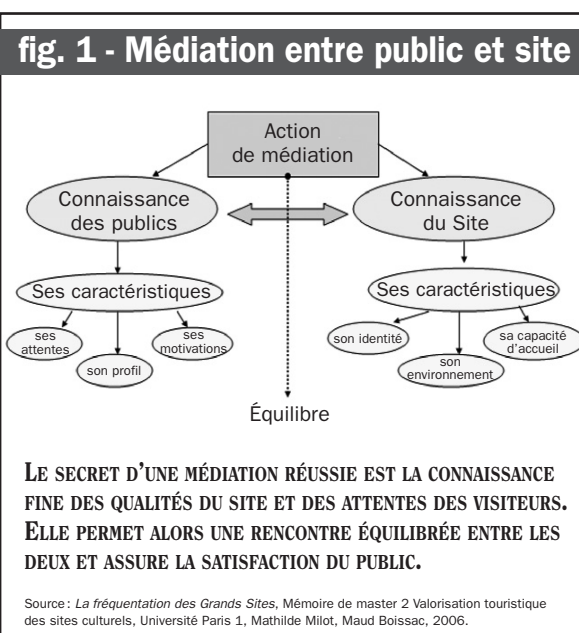 fig. 1 - Médiation entre public et site
Action
de médiation
Connaissance
des publics
Connaissance
du Site
Ses caractéristiques
Ses caractéristiques
ses
attentes
son profil
ses
motivations
son identité
son
environnement
sa capacité
d'accueil
Équilibre
LE SECRET D'UNE MÉDIATION RÉUSSIE EST LA CONNAISSANCE
FINE DES QUALITÉS DU SITE ET DES ATTENTES DES VISITEURS.
ELLE PERMET ALORS UNE RENCONTRE ÉQUILIBRÉE ENTRE LES
DEUX ET ASSURE LA SATISFACTION DU PUBLIC.
Source : La fréquentation des Grands Sites, Mémoire de master 2 Valorisation touristique
des sites culturels, Université Paris 1, Mathilde Milot, Maud Boissac, 2006.